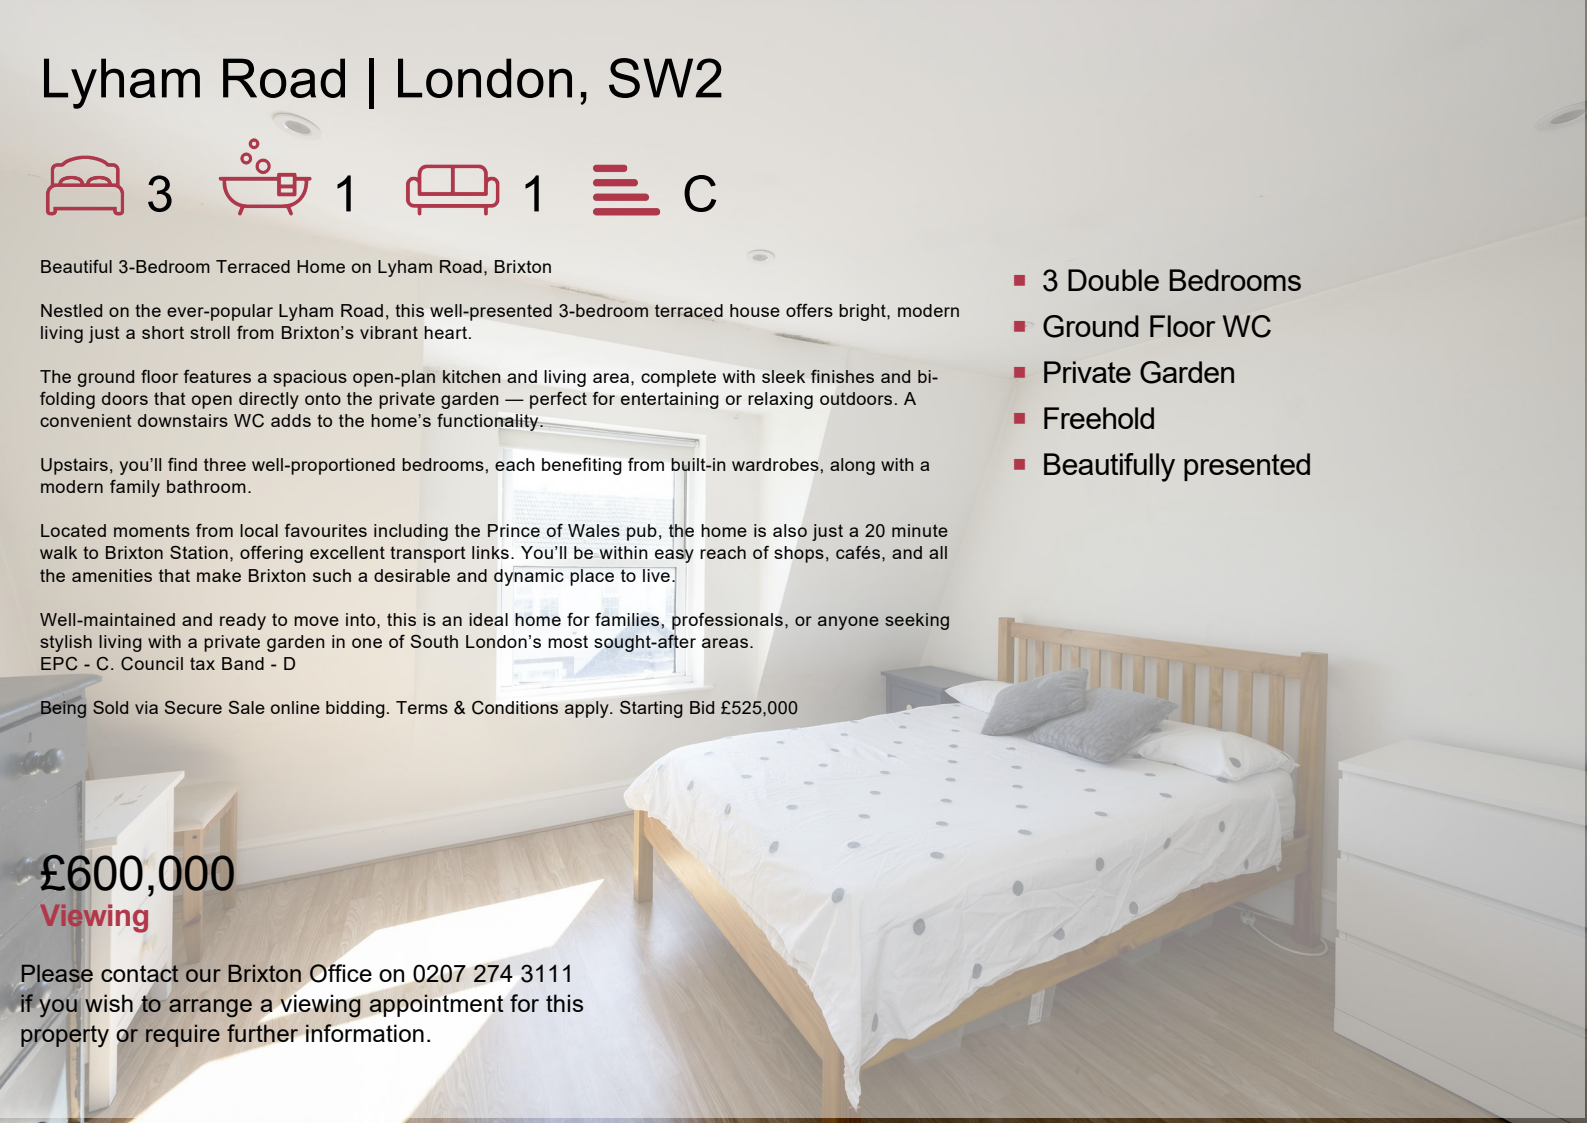 Lyham Road | London, SW2
3 1 1 C
Beautiful 3-Bedroom Terraced Home on Lyham Road, Brixton
Nestled on the ever-popular Lyham Road, this well-presented 3-bedroom terraced house offers bright, modern
living just a short stroll from Brixton’s vibrant heart.
The ground floor features a spacious open-plan kitchen and living area, complete with sleek finishes and bi-
folding doors that open directly onto the private garden — perfect for entertaining or relaxing outdoors. A
convenient downstairs WC adds to the home’s functionality.
Upstairs, you’ll find three well-proportioned bedrooms, each benefiting from built-in wardrobes, along with a
modern family bathroom.
Located moments from local favourites including the Prince of Wales pub, the home is also just a 20 minute
walk to Brixton Station, offering excellent transport links. You’ll be within easy reach of shops, cafés, and all
the amenities that make Brixton such a desirable and dynamic place to live.
Well-maintained and ready to move into, this is an ideal home for families, professionals, or anyone seeking
stylish living with a private garden in one of South London’s most sought-after areas.
EPC - C. Council tax Band - D
Being Sold via Secure Sale online bidding. Terms & Conditions apply. Starting Bid £525,000
3 Double Bedrooms
Ground Floor WC
Private Garden
Freehold
Beautifully presented
£600,000
Viewing
Please contact our Brixton Office on 0207 274 3111
if you wish to arrange a viewing appointment for this
property or require further information.